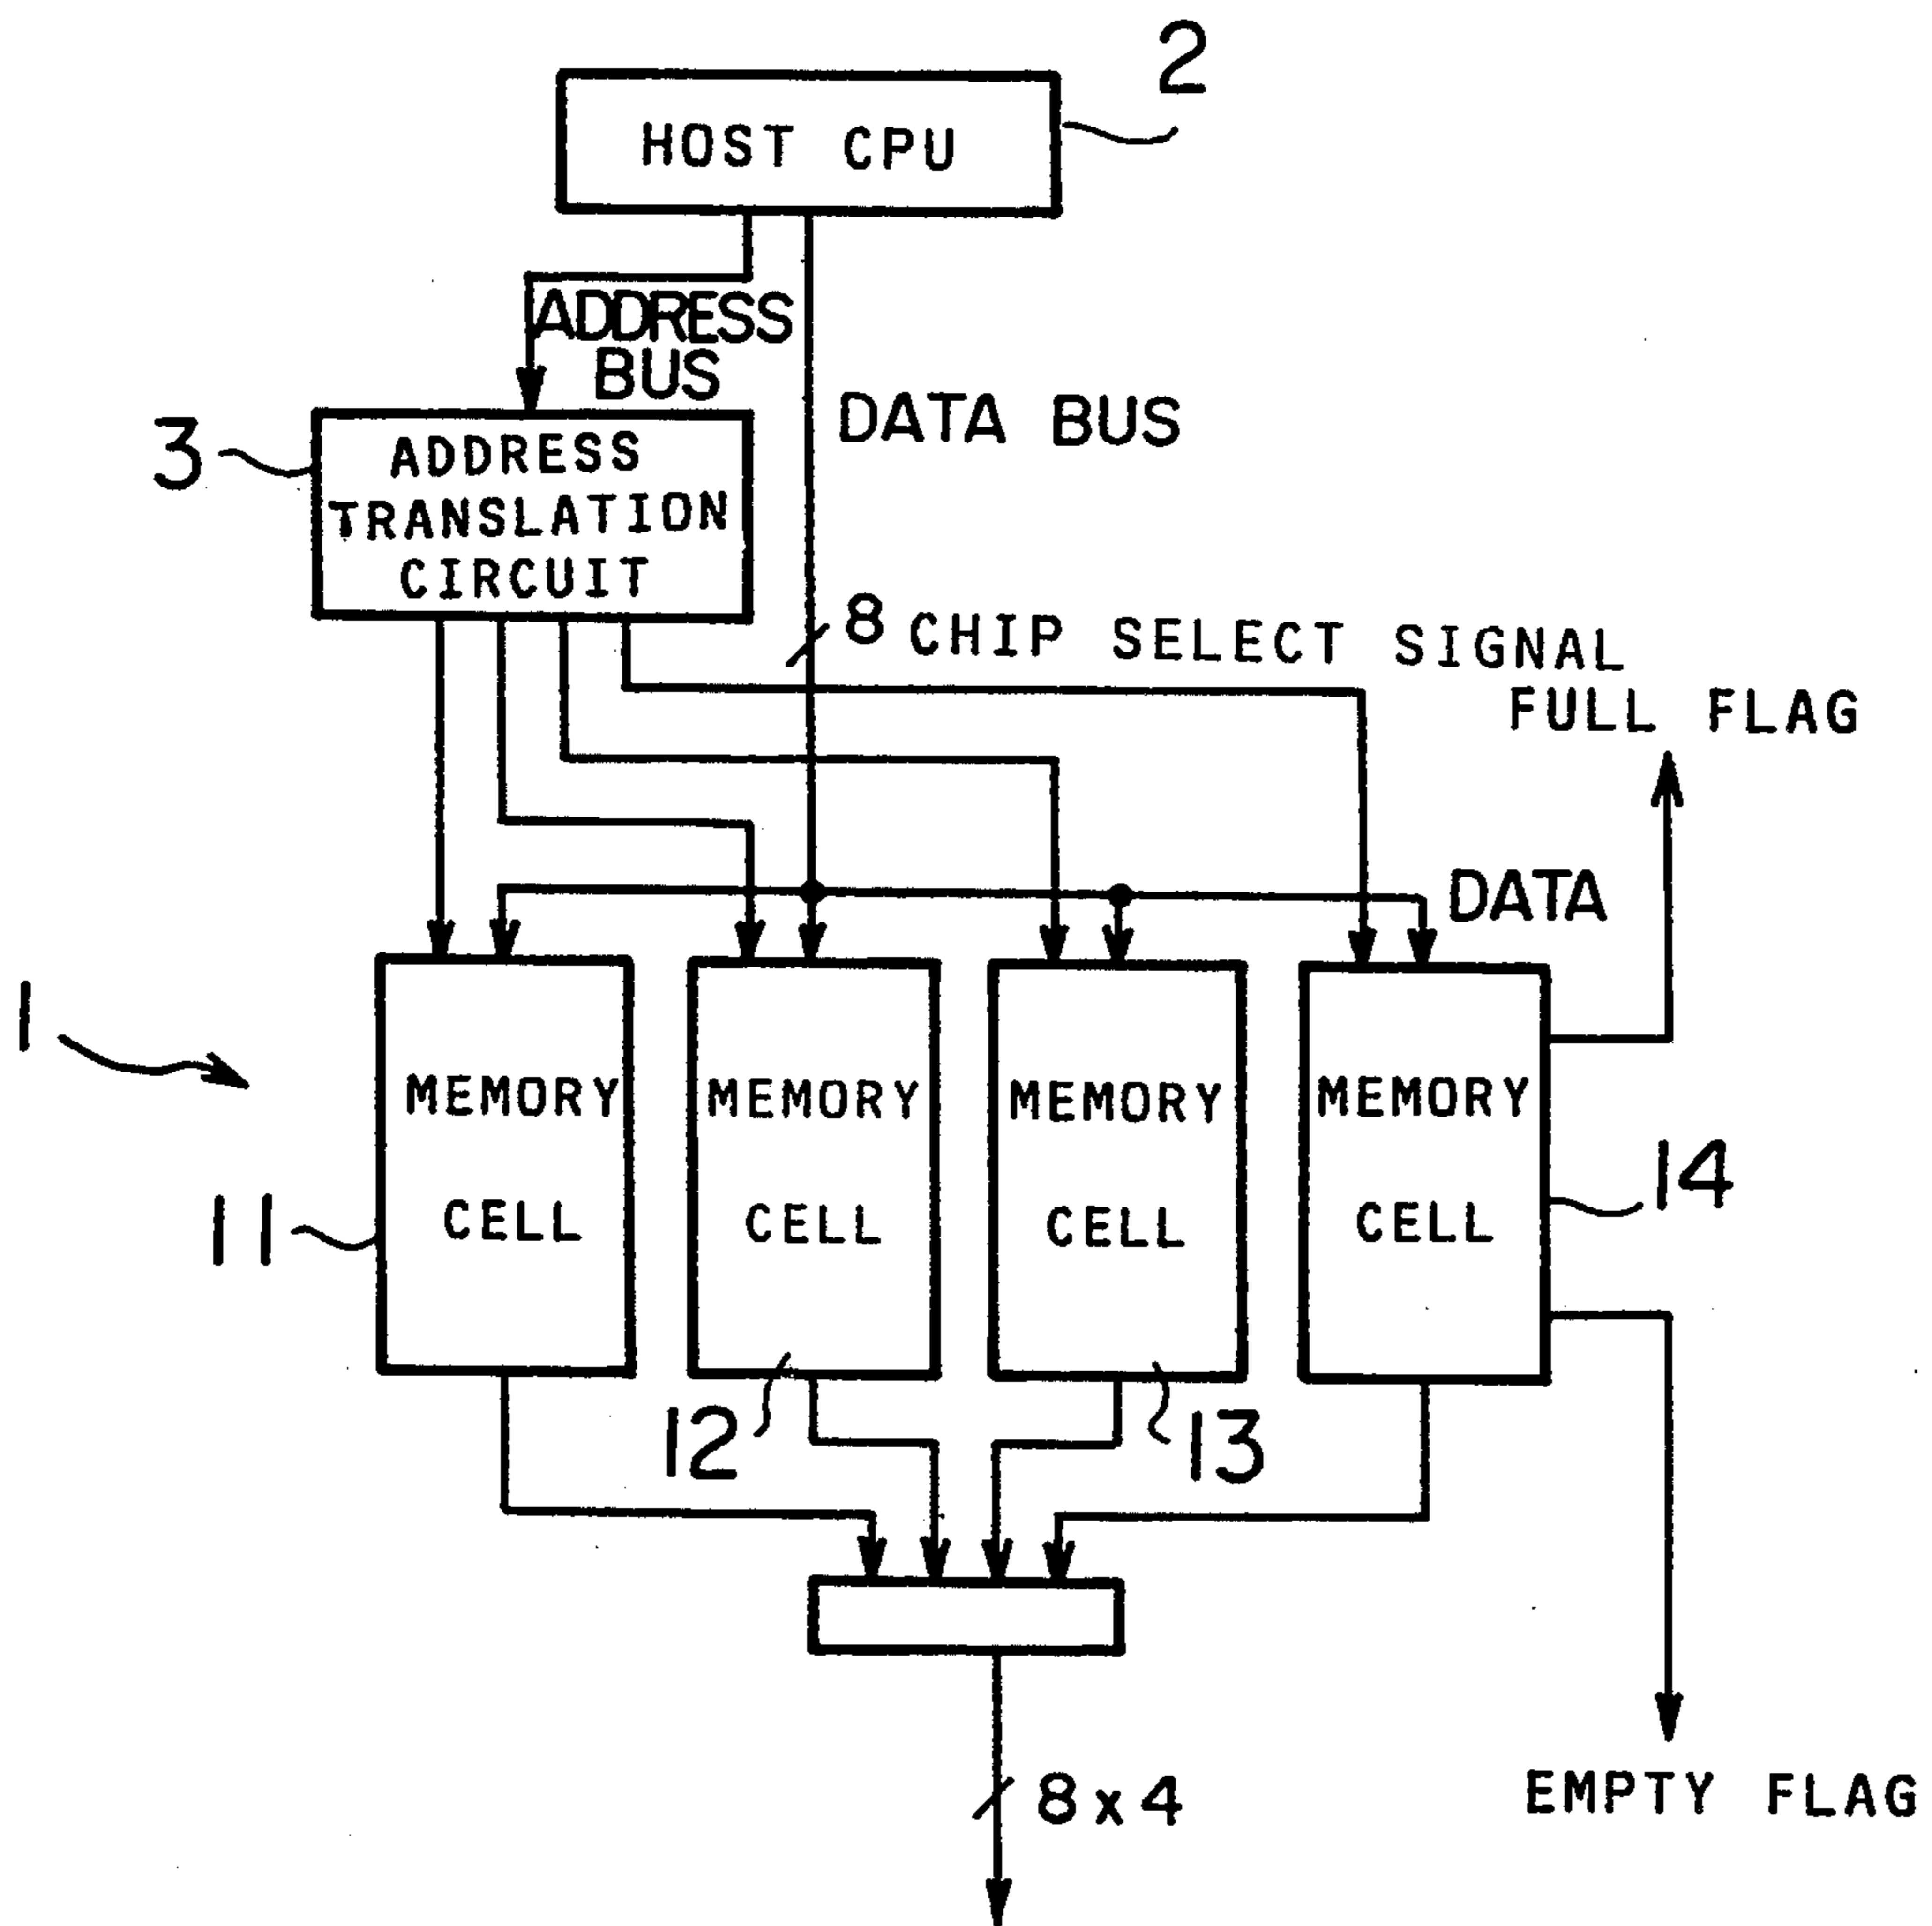 2
HOST CPU
ADDRESS
BUS
DATA BUS
3
ADDRESS
TRANSLATION
CIRCUIT
8 CHIP SELECT SIGNAL
FULL FLAG
DATA
1
MEMORY
CELL
MEMORY
CELL
MEMORY
CELL
MEMORY
CELL
11
14
12
13
8x4
EMPTY FLAG